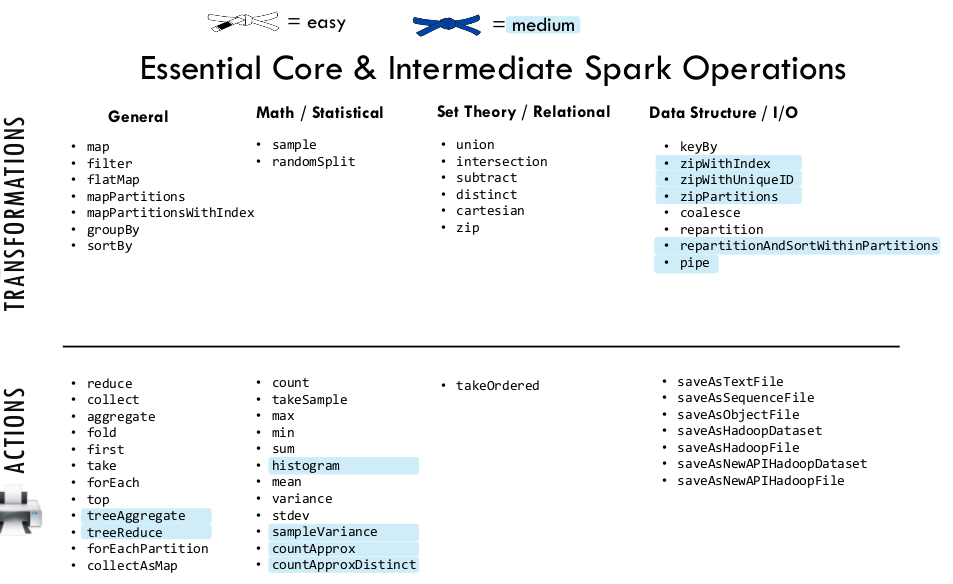 = easy
= medium
Essential Core & Intermediate Spark Operations
TRANSFORMATIONS
General
• map
• filter
• flatMap
• mapPartitions
• mapPartitionsWithIndex
• groupBy
• sortBy
Math / Statistical
• sample
• randomSplit
Set Theory / Relational
• union
• intersection
• subtract
• distinct
• cartesian
• zip
Data Structure / I/O
• keyBy
• zipWithIndex
• zipWithUniqueID
• zipPartitions
• coalesce
• repartition
• repartitionAndSortWithinPartitions
• pipe
ACTIONS
• reduce
• collect
• aggregate
• fold
• first
• take
• forEach
• top
• treeAggregate
• treeReduce
• forEachPartition
• collectAsMap
• count
• takeSample
• max
• min
• sum
• histogram
• mean
• variance
• stdev
• sampleVariance
• countApprox
• countApproxDistinct
• takeOrdered
• saveAsTextFile
• saveAsSequenceFile
• saveAsObjectFile
• saveAsHadoopDataset
• saveAsHadoopFile
• saveAsNewAPIHadoopDataset
• saveAsNewAPIHadoopFile